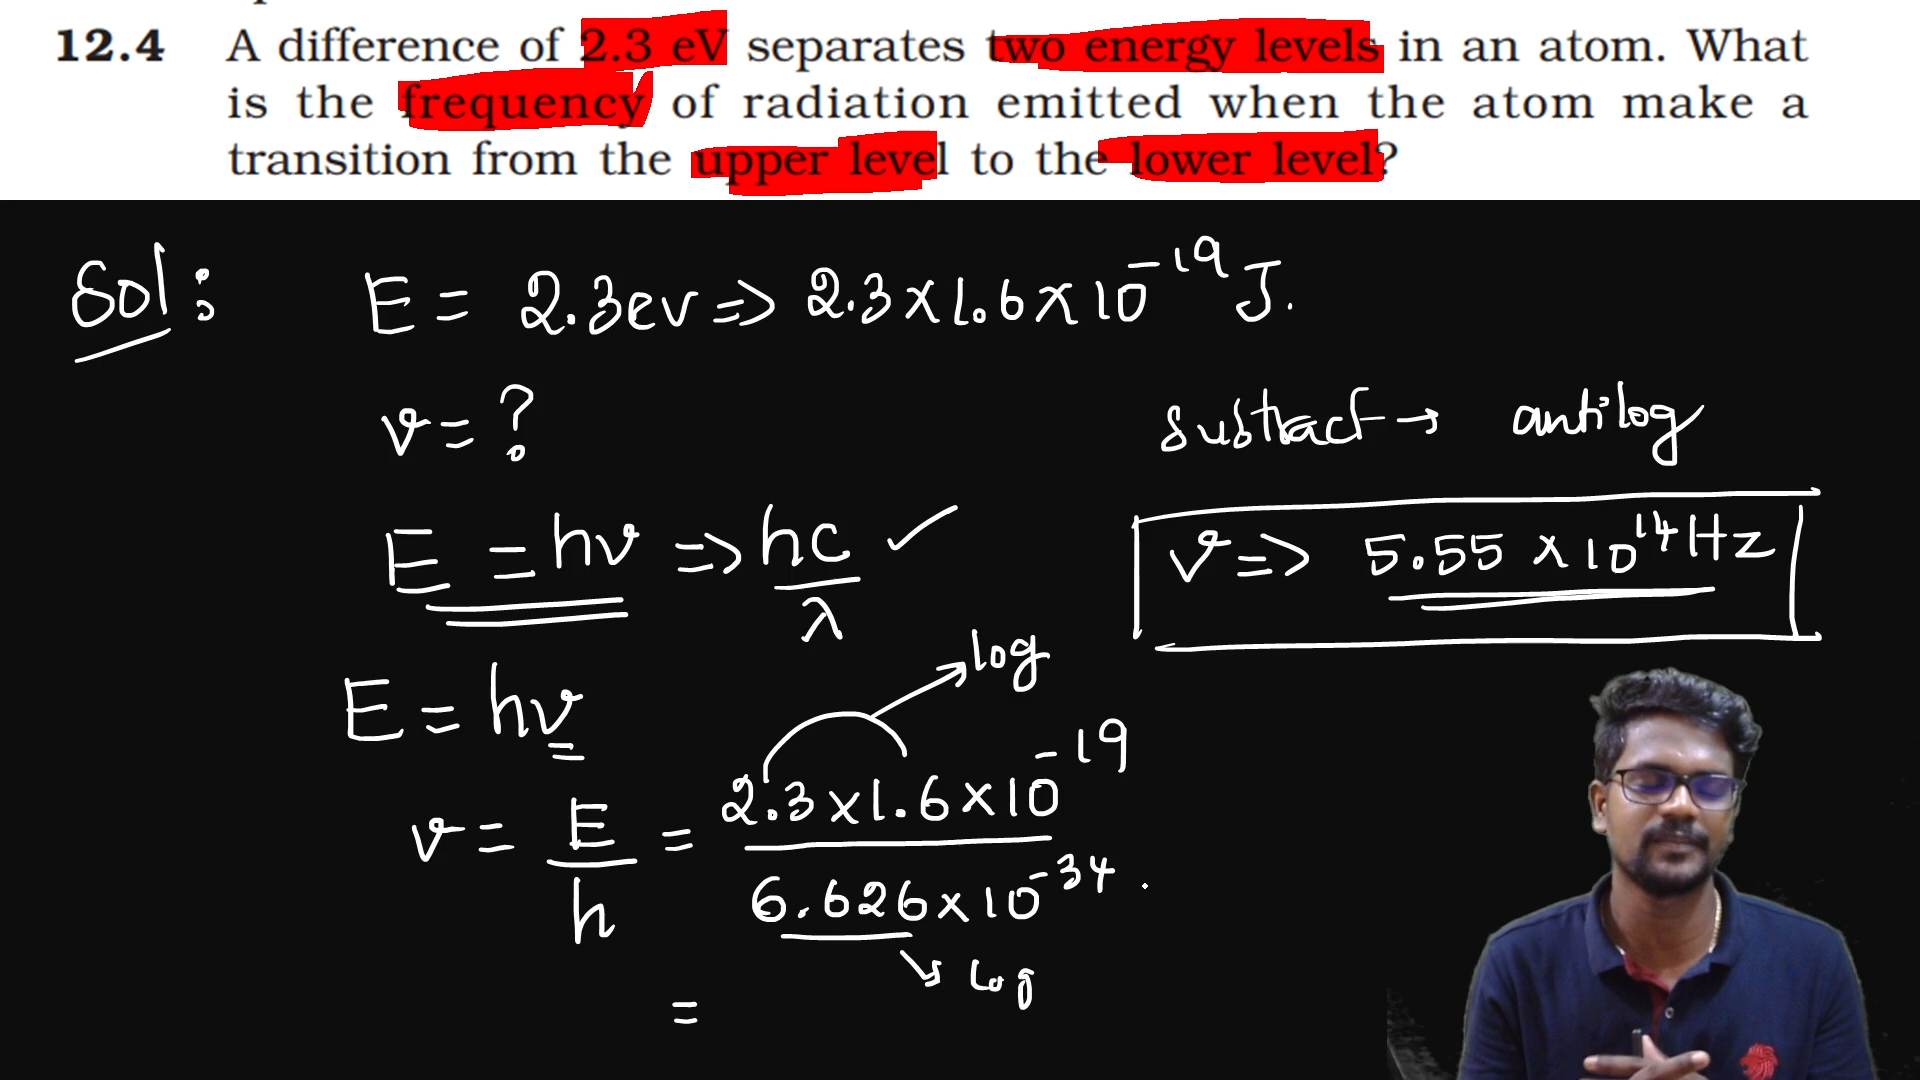 12.4 A difference of 2.3 eV separates two energy levels in an atom. What
is the frequency of radiation emitted when the atom make a
transition from the upper level to the lower level?
Sol: E = 2.3ev => 2.3 x 1.6 x 10^-19 J.
ν = ?
E = hν => hc/λ ✓
E = hν
ν = E/h = 2.3 x 1.6 x 10^-19 / 6.626 x 10^-34 .
log
log
=
subtract → antilog
ν => 5.55 x 10^14 Hz